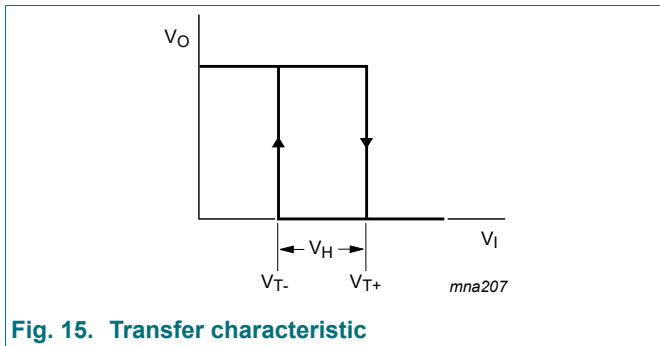 VO
VH
VI
VT-
VT+
mna207
Fig. 15. Transfer characteristic